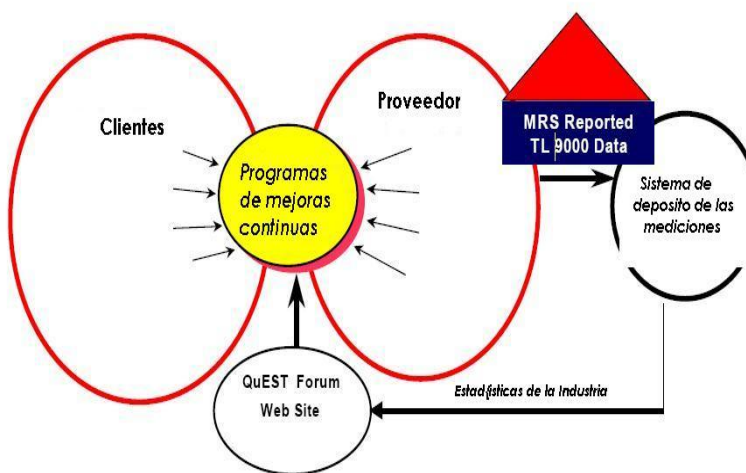 Clientes
Proveedor
MRS Reported
TL 9000 Data
Programas
de mejoras
continuas
Sistema de
deposito de las
mediciones
QuEST Forum
Web Site
Estadísticas de la Industria